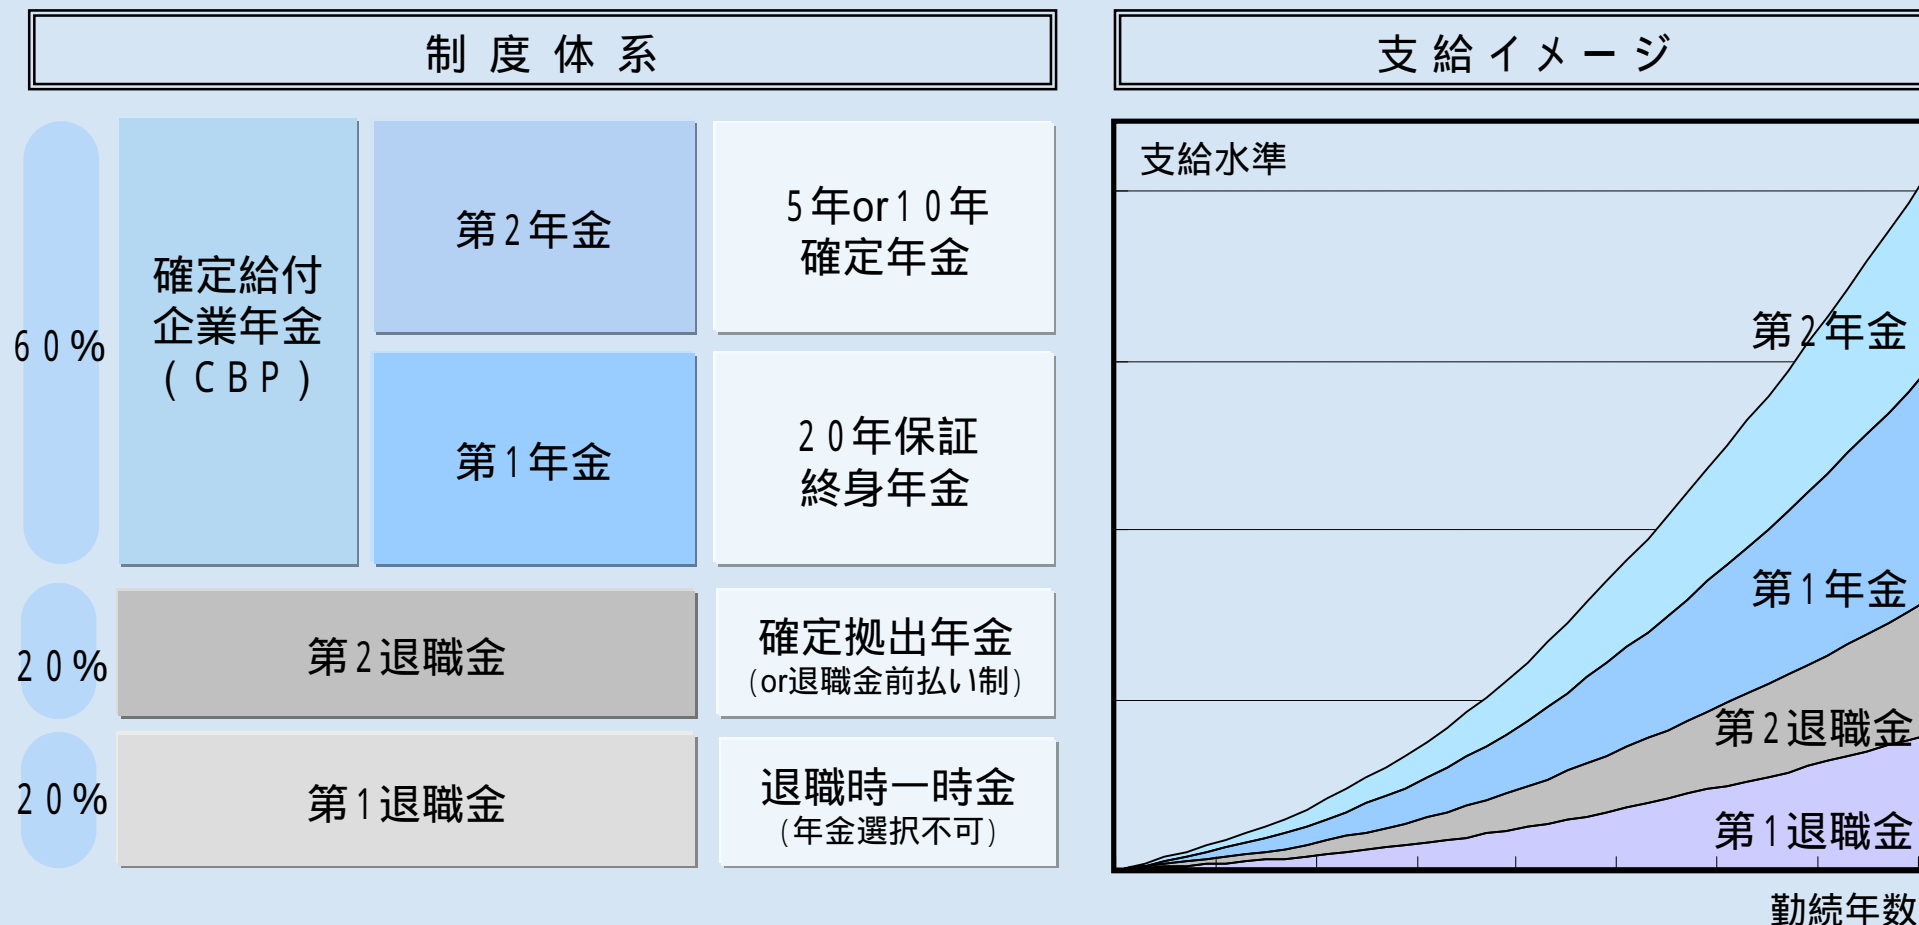 制度体系
支給イメージ
60%
確定給付
企業年金
(CBP)
第2年金
5年or10年
確定年金
第1年金
20年保証
終身年金
20%
第2退職金
確定拠出年金
(or退職金前払い制)
20%
第1退職金
退職時一時金
(年金選択不可)
支給水準
第2年金
第1年金
第2退職金
第1退職金
勤続年数